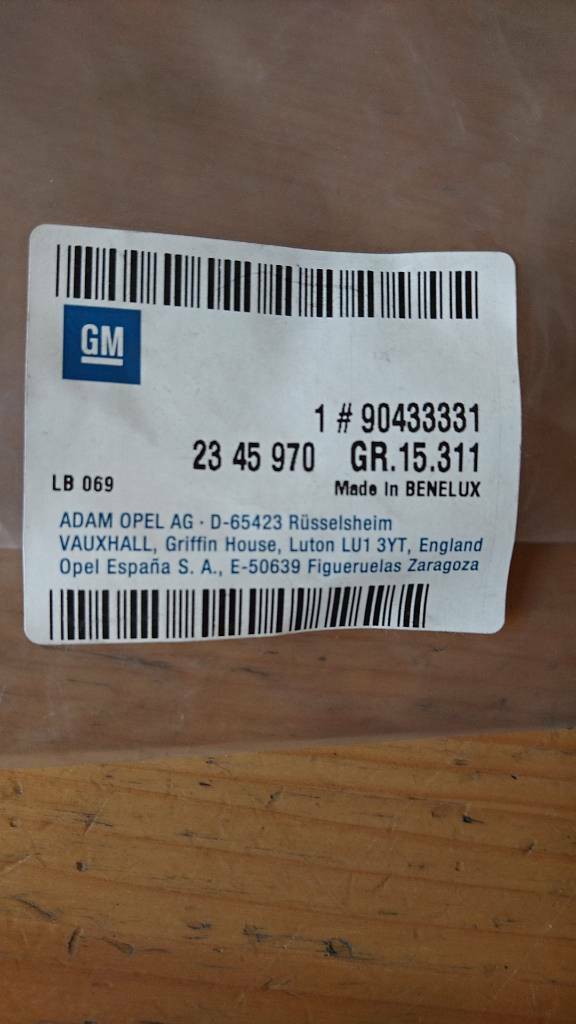 GM
1 # 90433331
23 45 970 GR.15.311
LB 069 Made In BENELUX
ADAM OPEL AG · D-65423 Rüsselsheim
VAUXHALL, Griffin House, Luton LU1 3YT, England
Opel España S. A., E-50639 Figueruelas Zaragoza